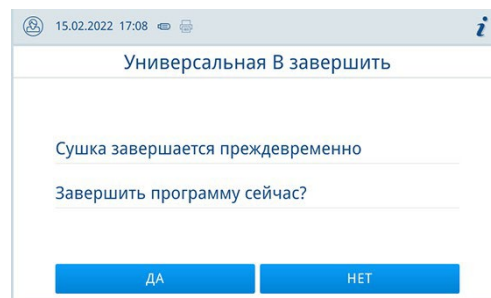 15.02.2022 17:08
i
Универсальная B завершить
Сушка завершается преждевременно
Завершить программу сейчас?
ДА
НЕТ